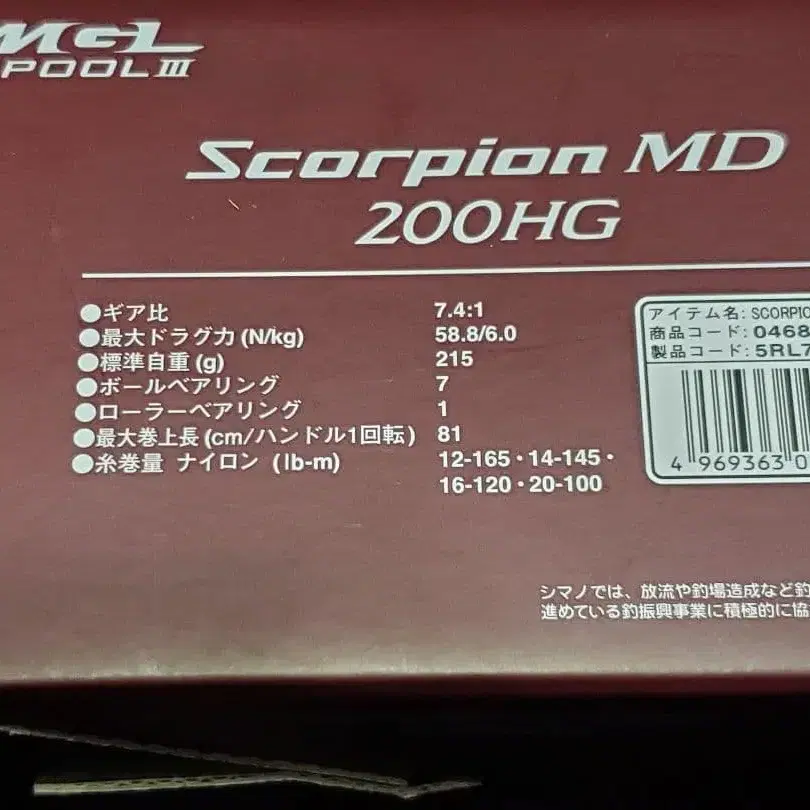 MGL
POOL III
Scorpion MD
200HG
●ギア比 7.4:1
●最大ドラグ力(N/kg) 58.8/6.0
●標準自重(g) 215
●ボールベアリング 7
●ローラーベアリング 1
●最大巻上長(cm/ハンドル1回転) 81
●糸巻量 ナイロン (lb-m) 12-165・14-145・
16-120・20-100
アイテム名: SCORPIO
商品コード: 0468
製品コード: 5RL7
4 969363 0
シマノでは、放流や釣場造成など釣
進めている釣振興事業に積極的に協